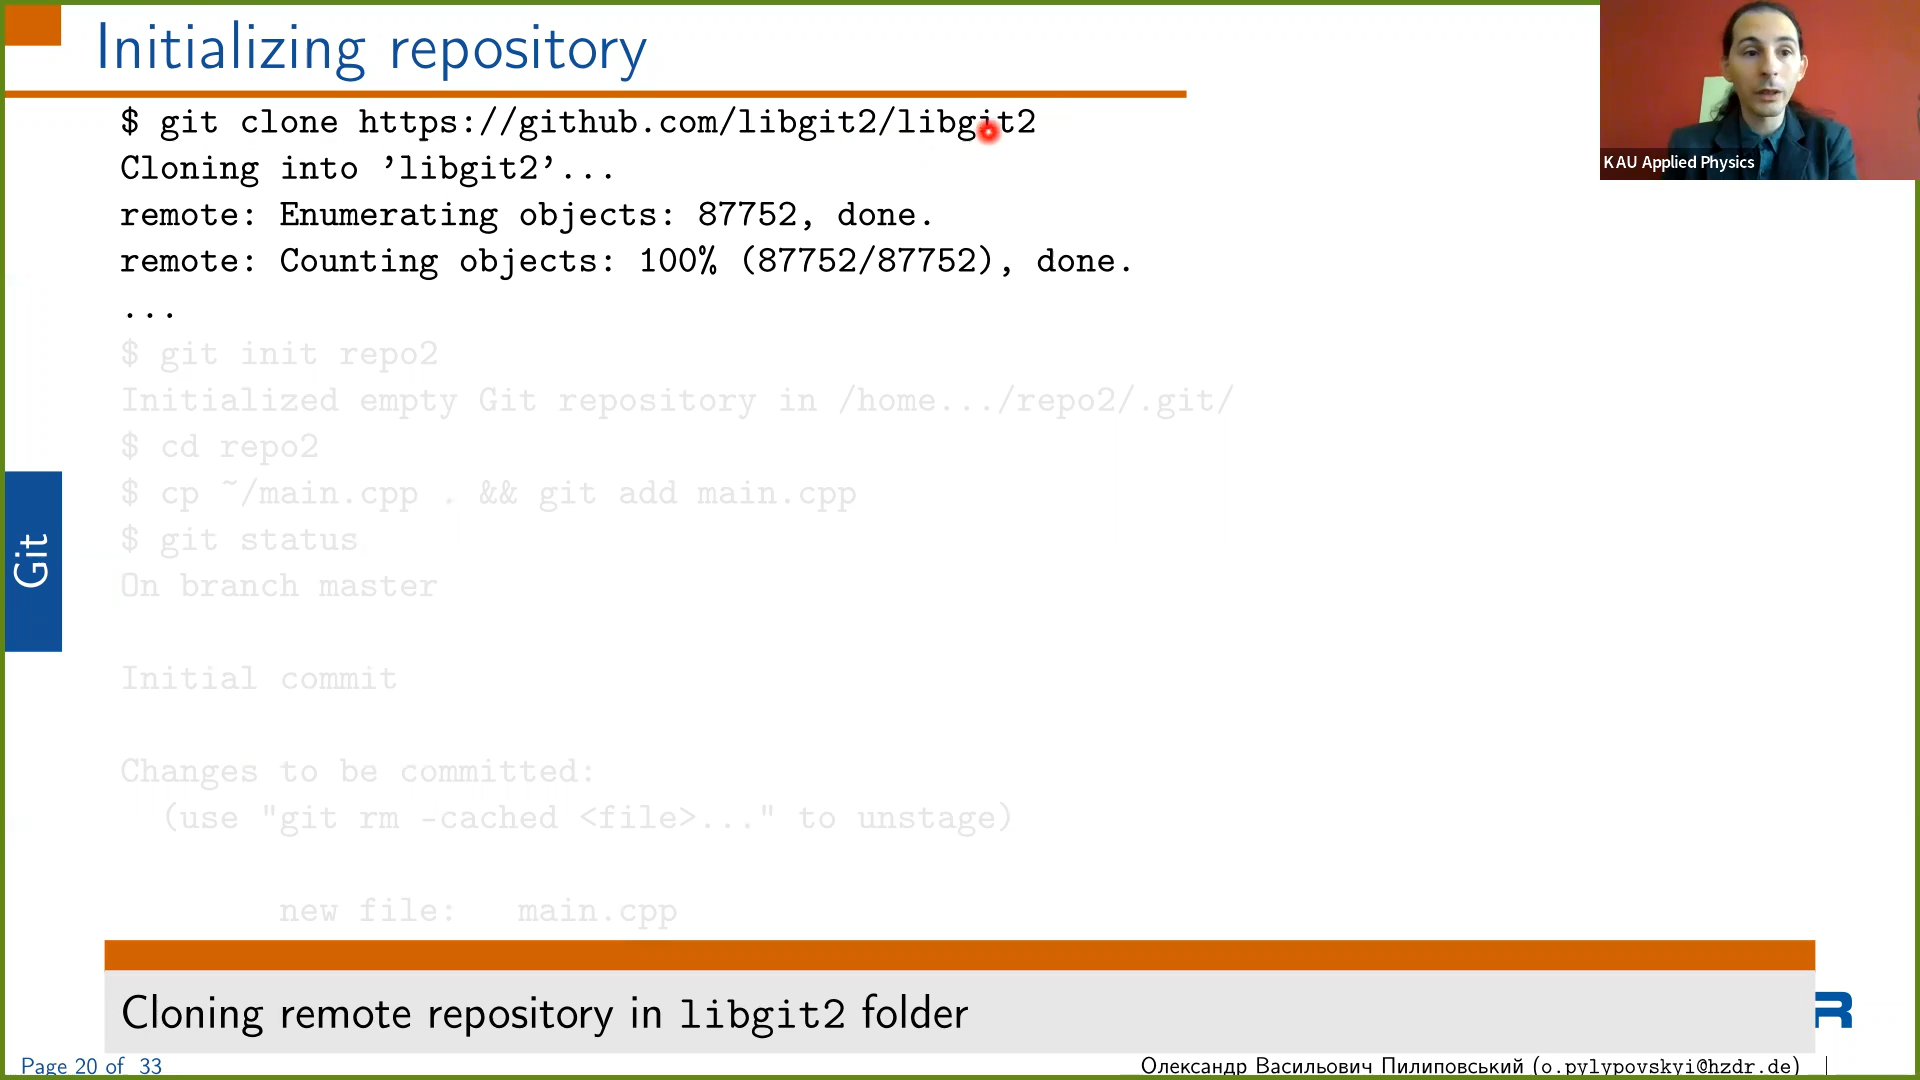 Initializing repository
$ git clone https://github.com/libgit2/libgit2
Cloning into ’libgit2’...
remote: Enumerating objects: 87752, done.
remote: Counting objects: 100% (87752/87752), done.
...
$ git init repo2
Initialized empty Git repository in /home.../repo2/.git/
$ cd repo2
$ cp ~/main.cpp . && git add main.cpp
$ git status
On branch master
Initial commit
Changes to be committed:
(use "git rm -cached <file>..." to unstage)
new file: main.cpp
Git
KAU Applied Physics
Cloning remote repository in libgit2 folder
R
Page 20 of 33
Олександр Васильович Пилиповський (o.pylypovskyi@hzdr.de) |